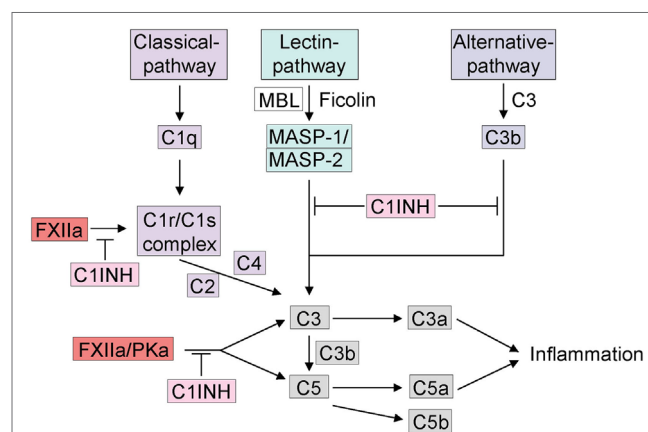 Classical-
pathway
Lectin-
pathway
Alternative-
pathway
MBL
Ficolin
C3
C1q
MASP-1/
MASP-2
C3b
C1INH
FXIIa
C1r/C1s
complex
C1INH
C4
C2
C3
C3a
FXIIa/PKa
C3b
Inflammation
C1INH
C5
C5a
C5b